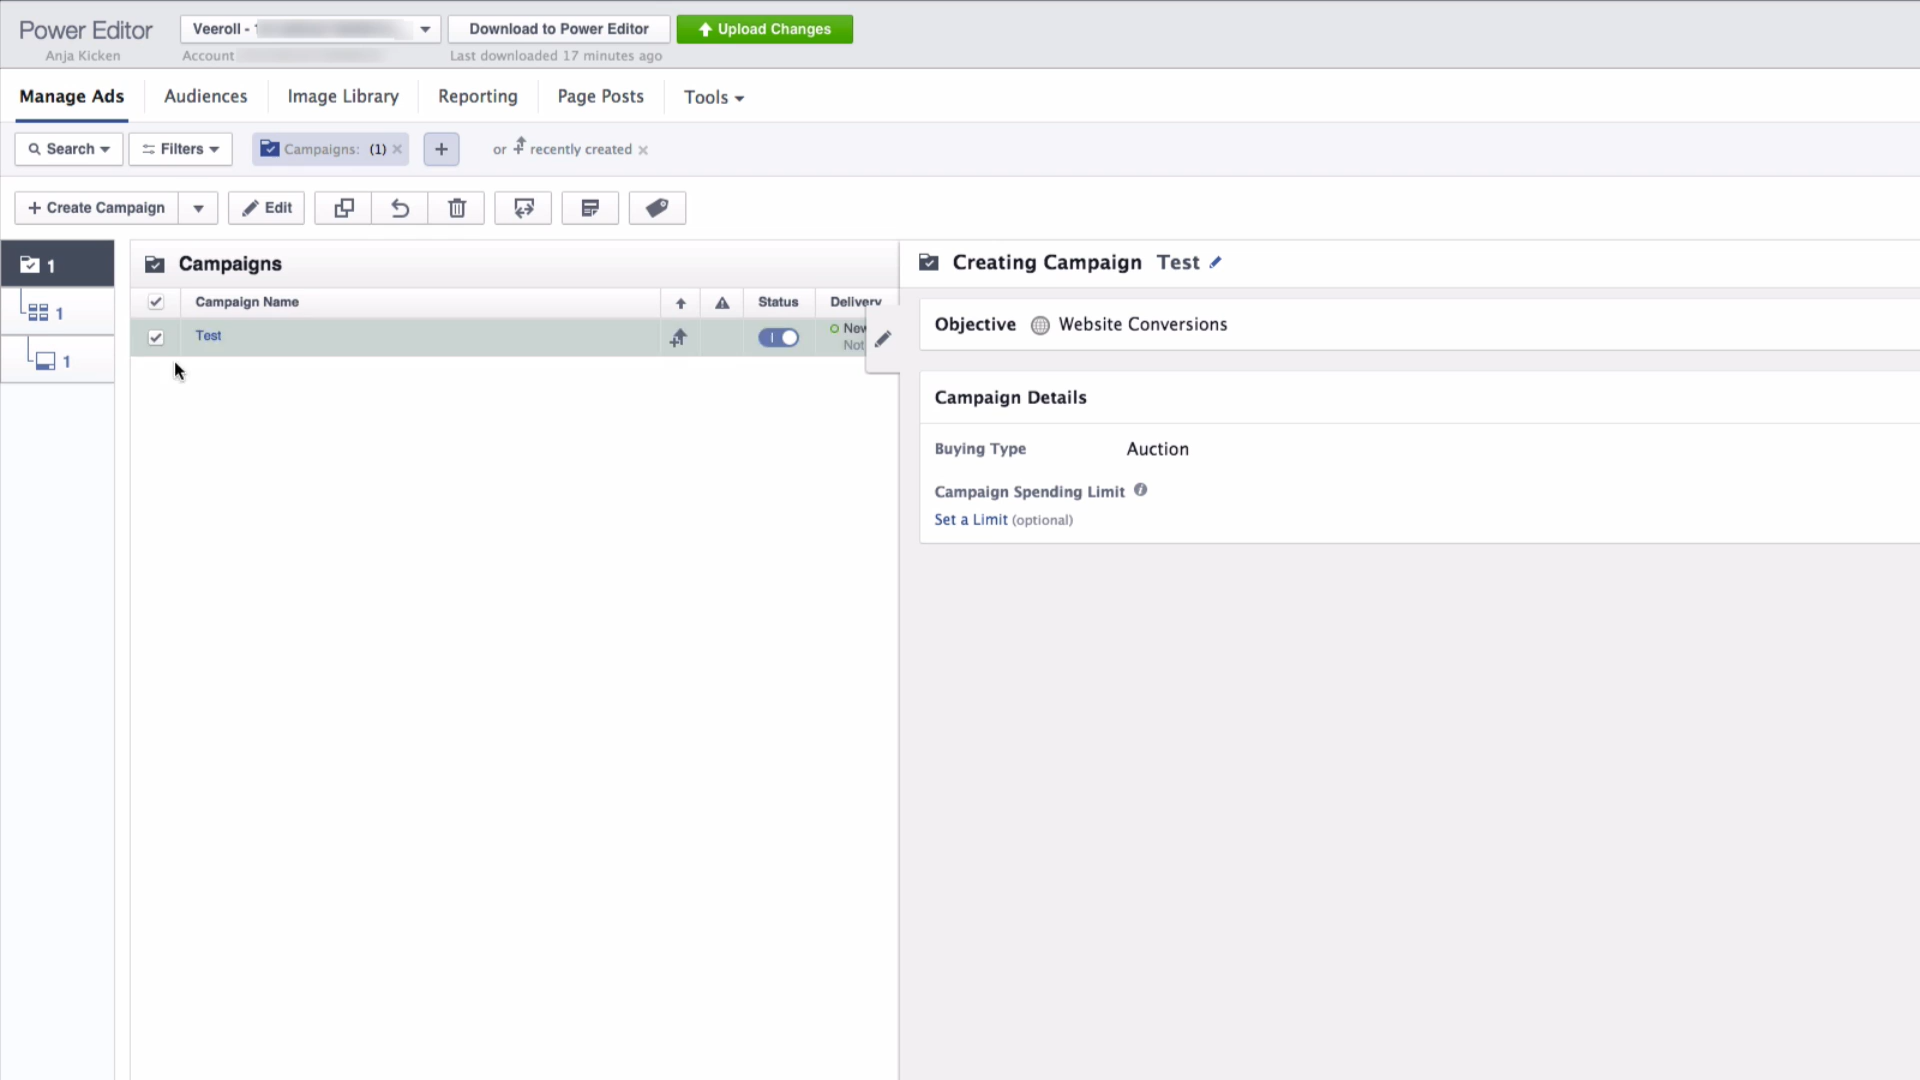 Power Editor
Anja Kicken
Veeroll -
Account
Download to Power Editor
Last downloaded 17 minutes ago
Upload Changes
Manage Ads
Audiences
Image Library
Reporting
Page Posts
Tools
Search
Filters
Campaigns: (1)
+
or recently created
+ Create Campaign
Edit
1
1
1
Campaigns
Campaign Name
Status
Delivery
Test
New
Not
Creating Campaign Test
Objective Website Conversions
Campaign Details
Buying Type Auction
Campaign Spending Limit
Set a Limit (optional)